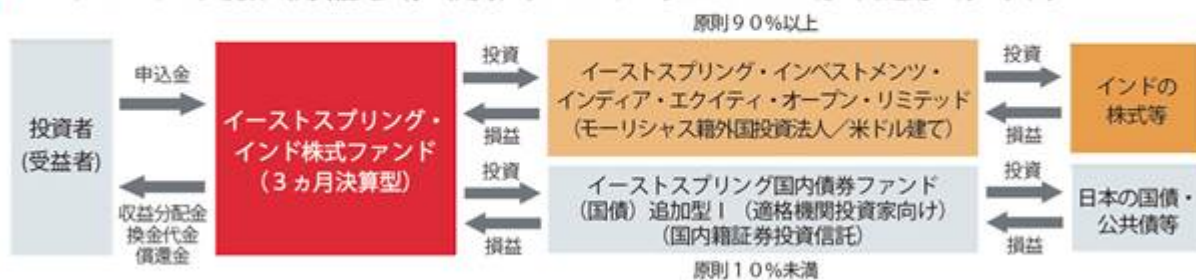 原則90%以上
投資者
(受益者)
申込金
収益分配金
換金代金
償還金
イーストスプリング・
インド株式ファンド
(3ヵ月決算型)
投資
損益
投資
損益
イーストスプリング・インベストメンツ・
インディア・エクイティ・オープン・リミテッド
(モーリシャス籍外国投資法人/米ドル建て)
イーストスプリング国内債券ファンド
(国債)追加型Ⅰ(適格機関投資家向け)
(国内籍証券投資信託)
原則10%未満
投資
損益
投資
損益
インドの
株式等
日本の国債・
公共債等